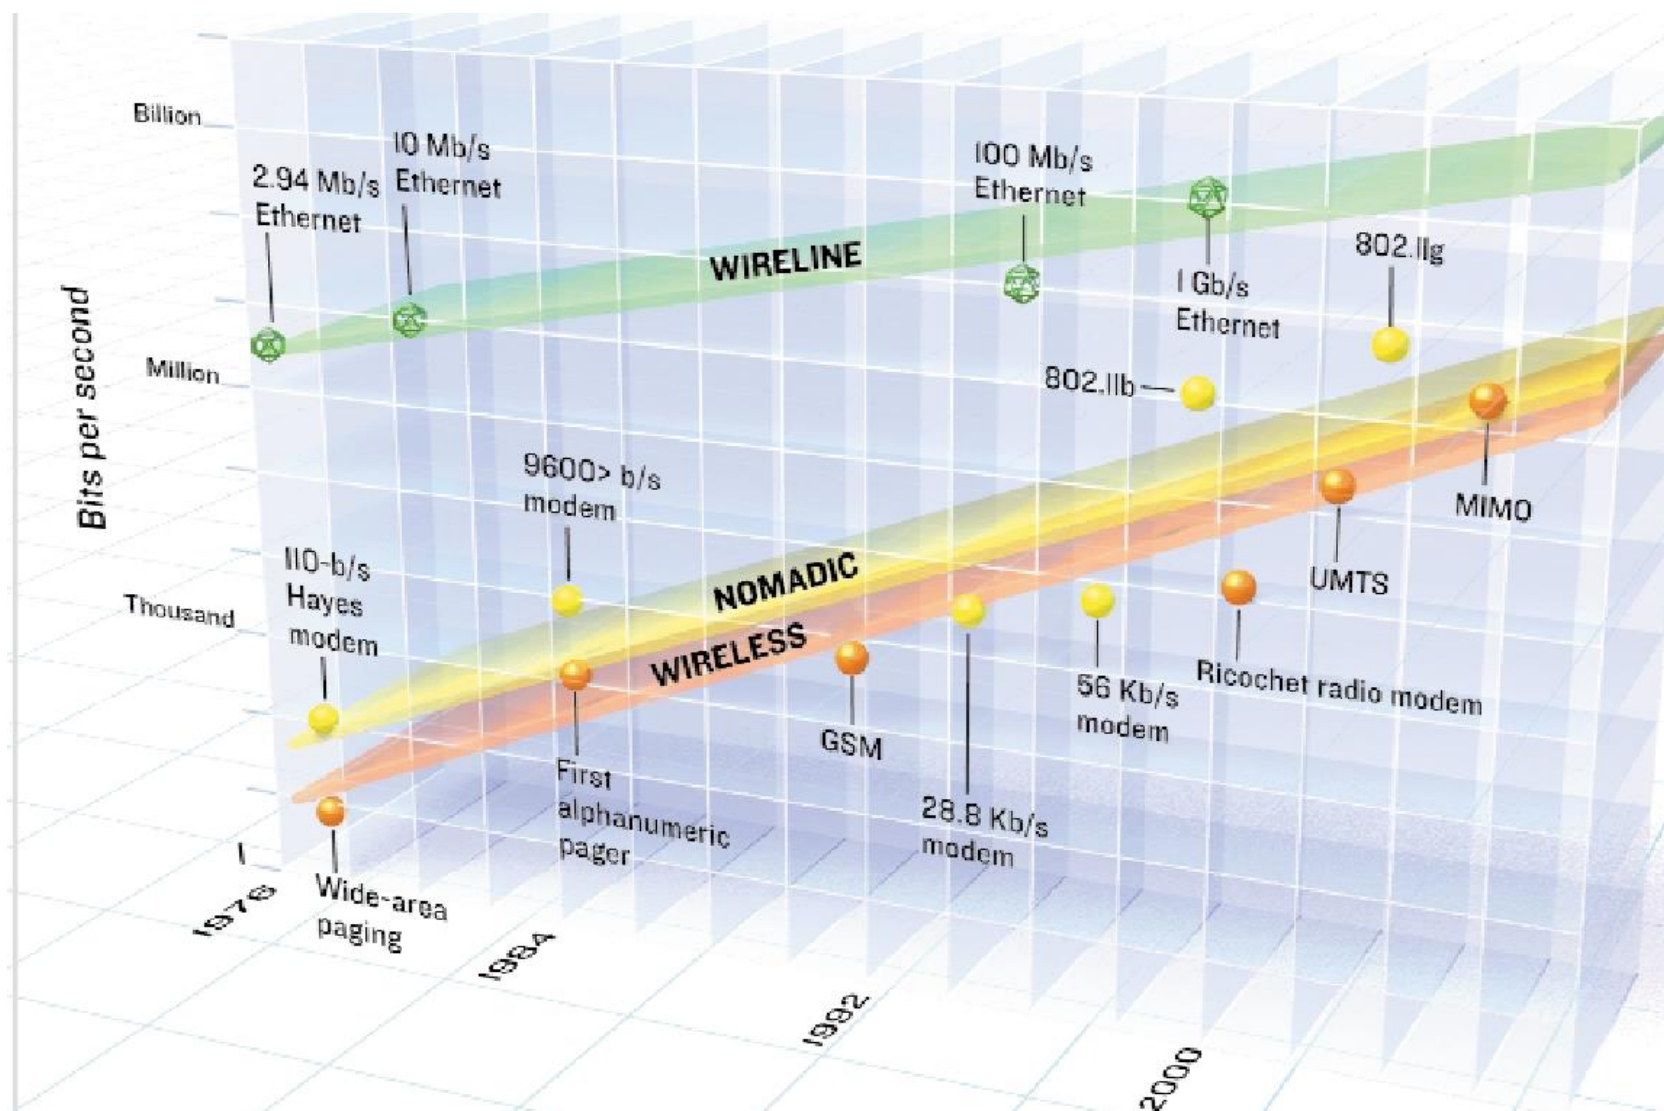 Billion
10 Mb/s
Ethernet
2.94 Mb/s
Ethernet
100 Mb/s
Ethernet
WIRELINE
802.11g
1 Gb/s
Ethernet
Million
802.11b
Bits per second
9600> b/s
modem
MIMO
110-b/s
Hayes
modem
NOMADIC
UMTS
Thousand
WIRELESS
Ricochet radio modem
56 Kb/s
modem
GSM
First
alphanumeric
pager
28.8 Kb/s
modem
1
Wide-area
paging
1976
1984
1992
2000